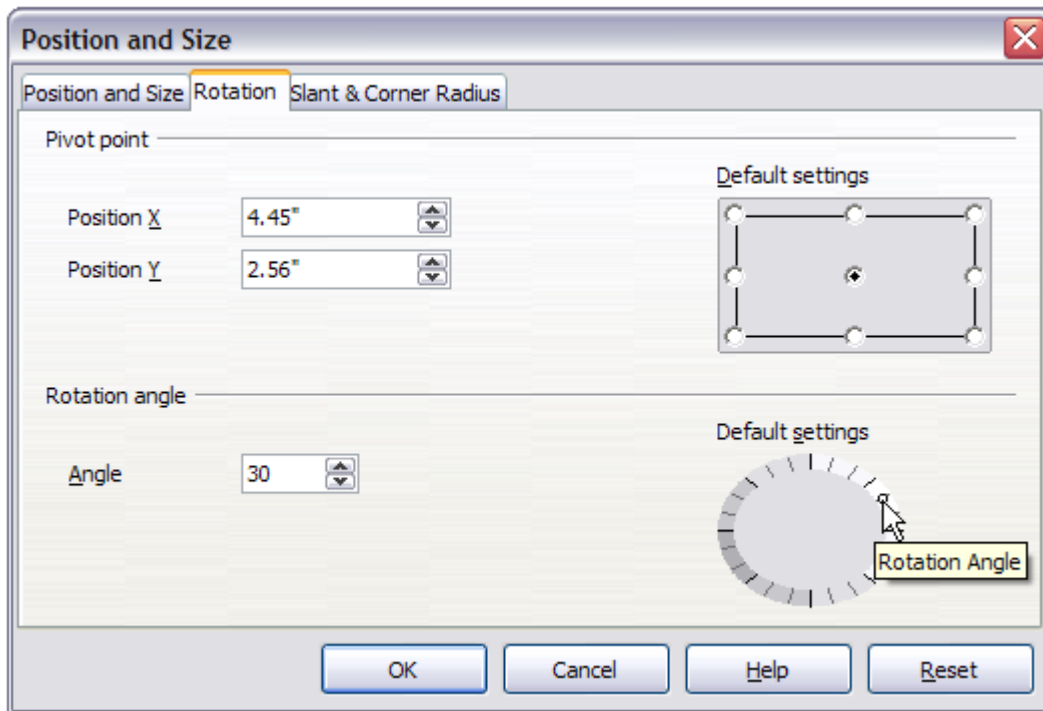 Position and Size
Position and Size Rotation Slant & Corner Radius
Pivot point
Default settings
Position X 4.45"
Position Y 2.56"
Rotation angle
Default settings
Angle 30
Rotation Angle
OK Cancel Help Reset